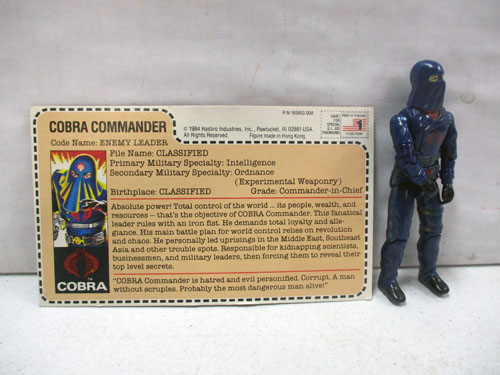 P/N 165653.00A
© 1984 Hasbro Industries, Inc., Pawtucket, RI 02861 USA.
All Rights Reserved. Figure made in Hong Kong.
SAVE
FOR
SPECIAL
G.I. JOE
PREMIUMS
COBRA COMMANDER
Code Name: ENEMY LEADER
File Name: CLASSIFIED
Primary Military Specialty: Intelligence
Secondary Military Specialty: Ordnance
(Experimental Weaponry)
Birthplace: CLASSIFIED Grade: Commander-in-Chief
Absolute power! Total control of the world ... its people, wealth, and
resources — that's the objective of COBRA Commander. This fanatical
leader rules with an iron fist. He demands total loyalty and alle-
giance. His main battle plan for world control relies on revolution
and chaos. He personally led uprisings in the Middle East, Southeast
Asia and other trouble spots. Responsible for kidnapping scientists,
businessmen, and military leaders, then forcing them to reveal their
top level secrets.
COBRA
"COBRA Commander is hatred and evil personified. Corrupt. A man
without scruples. Probably the most dangerous man alive!"